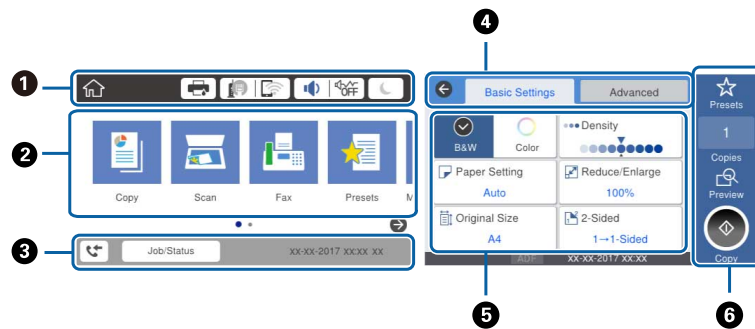 4
1
OFF
2
Copy
Scan
Fax
Presets
M
3
Job/Status
XX-XX-2017 XX:XX XX
Basic Settings
Advanced
B&W
Color
Density
Paper Setting
Auto
Reduce/Enlarge
100%
Original Size
A4
2-Sided
1→1-Sided
ADF
XX-XX-2017 XX:XX
Presets
1
Copies
Preview
Copy
5
6